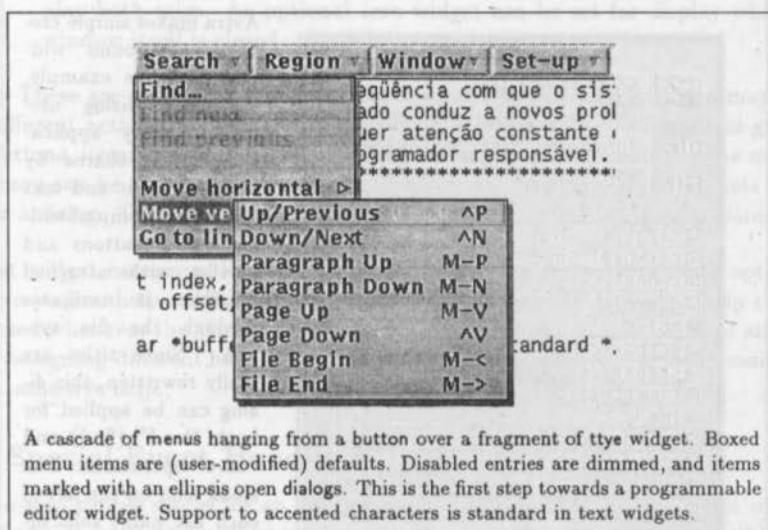 Search Region Window Set-up
Find...
Find next
Find previous
Move horizontal
Move ve
Go to lin
eqüência com que o sis
ado conduz a novos prol
uer atenção constante
ogramador responsável.
**********************************
Up/Previous ^P
Down/Next ^N
Paragraph Up M-P
Paragraph Down M-N
Page Up M-V
Page Down ^V
File Begin M-<
File End M->
t index,
offset,
ar *buffe
tandard *
A cascade of menus hanging from a button over a fragment of ttye widget. Boxed
menu items are (user-modified) defaults. Disabled entries are dimmed, and items
marked with an ellipsis open dialogs. This is the first step towards a programmable
editor widget. Support to accented characters is standard in text widgets.